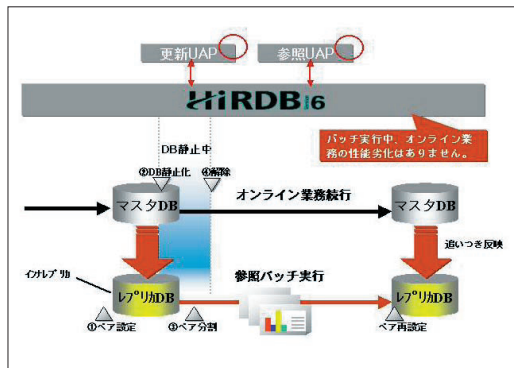 更新UAP
参照UAP
HiRDB
6
バッチ実行中、オンライン業
務の性能劣化はありません。
DB静止中
②DB静止化
④解除
マスタDB
オンライン業務続行
マスタDB
追いつき反映
インナレプリカ
レプリカDB
参照バッチ実行
レプリカDB
①ペア設定
③ペア分割
ペア再設定